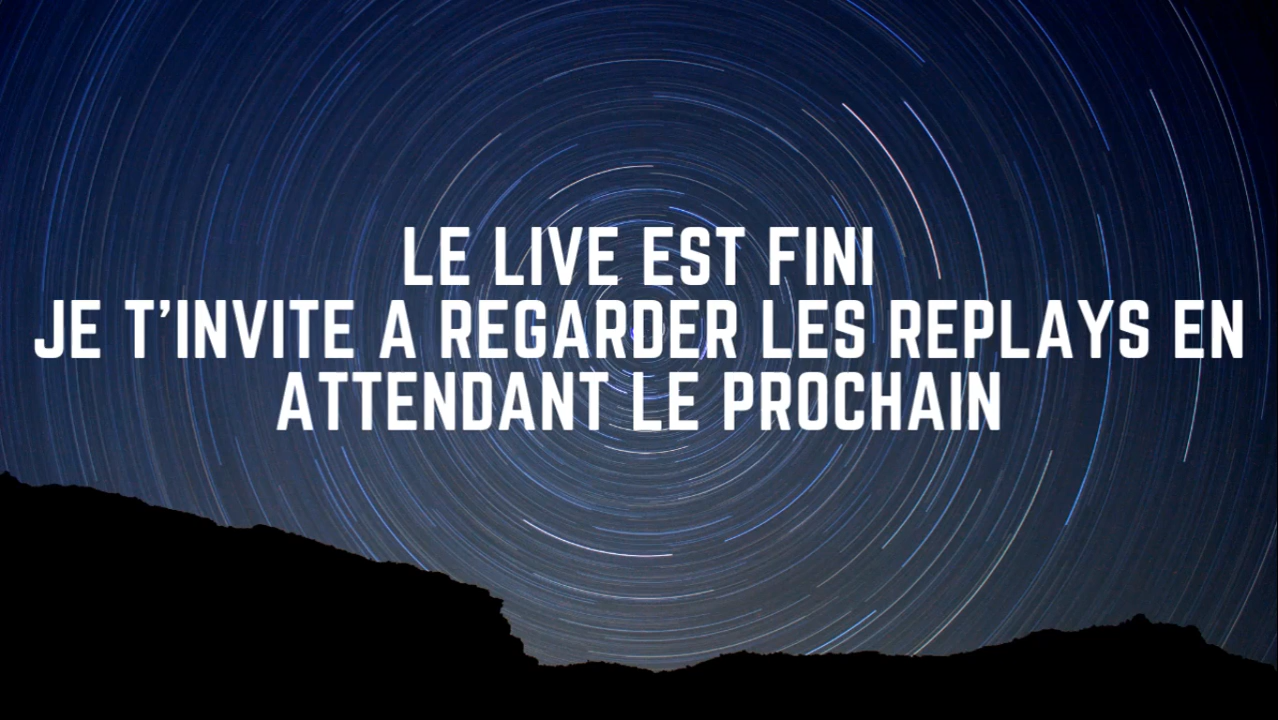 LE LIVE EST FINI
JE T'INVITE A REGARDER LES REPLAYS EN
ATTENDANT LE PROCHAIN